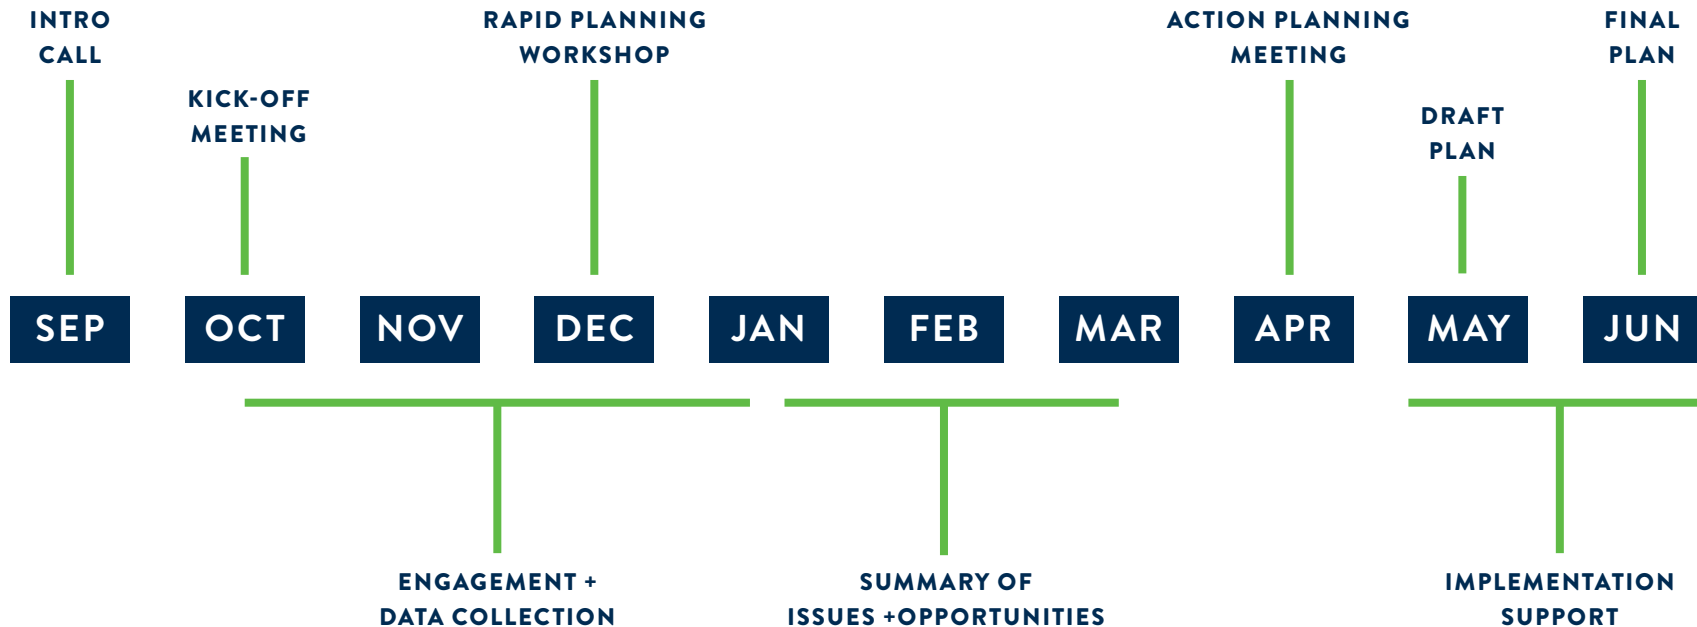 INTRO
CALL
KICK-OFF
MEETING
RAPID PLANNING
WORKSHOP
ACTION PLANNING
MEETING
DRAFT
PLAN
FINAL
PLAN
SEP OCT NOV DEC JAN FEB MAR APR MAY JUN
ENGAGEMENT +
DATA COLLECTION
SUMMARY OF
ISSUES +OPPORTUNITIES
IMPLEMENTATION
SUPPORT